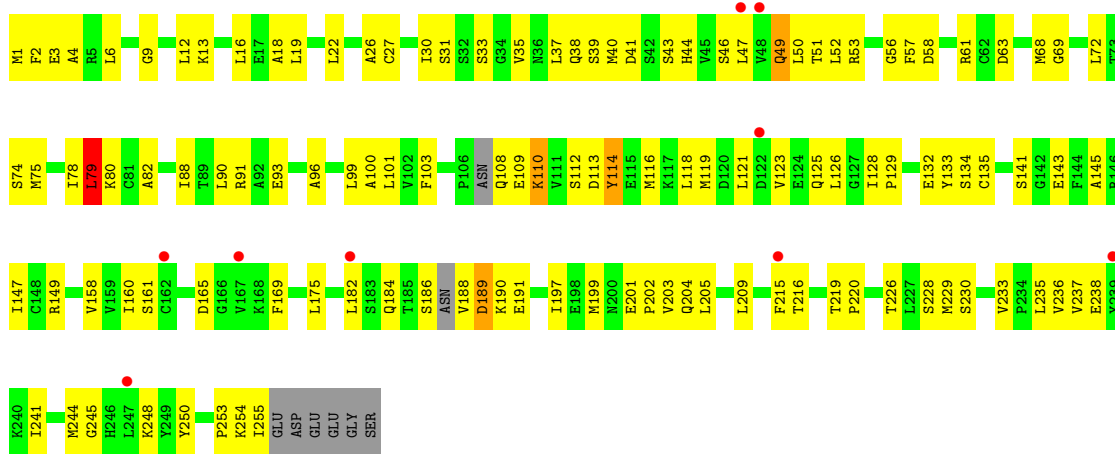 M1 F2 E3 A4 R5 L6 G9 L12 K13 L16 E17 A18 L19 L22 A26 C27 I30 S31 S32 S33 G34 V35 N36 L37 Q38 S39 M40 D41 S42 S43 H44 V45 S46 L47 V48 Q49 L50 T51 L52 R53 G56 F57 D58 R61 C62 D63 M68 G69 L72 T73
S74 M75 I78 L79 K80 C81 A82 I88 T89 L90 R91 A92 E93 A96 L99 A100 L101 V102 F103 P106 ASN Q108 E109 K110 V111 S112 D113 Y114 E115 M116 K117 L118 M119 D120 L121 D122 V123 E124 Q125 L126 G127 I128 P129 E132 Y133 S134 C135 S141 G142 E143 F144 A145
I147 C148 R149 V158 V159 I160 S161 C162 D165 G166 V167 K168 F169 L175 L182 S183 Q184 T185 S186 ASN V188 D189 K190 E191 I197 E198 M199 N200 E201 P202 V203 Q204 L205 L209 F215 T216 T219 P220 T226 L227 S228 M229 S230 V233 P234 L235 V236 V237 E238 Y239
K240 I241 M244 G245 H246 L247 K248 Y249 Y250 P253 K254 I255 GLU ASP GLU GLU GLY SER